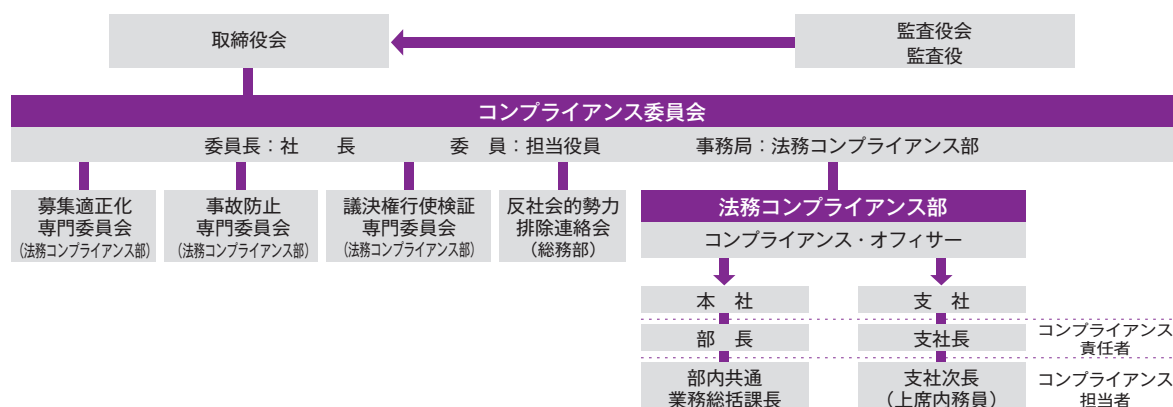 取締役会
監査役会
監査役
コンプライアンス委員会
委員長：社　長　委　員：担当役員　事務局：法務コンプライアンス部
募集適正化
専門委員会
(法務コンプライアンス部)
事故防止
専門委員会
(法務コンプライアンス部)
議決権行使検証
専門委員会
(法務コンプライアンス部)
反社会的勢力
排除連絡会
(総務部)
法務コンプライアンス部
コンプライアンス・オフィサー
本　社
支　社
部　長
支社長
コンプライアンス
責任者
部内共通
業務総括課長
支社次長
(上席内務員)
コンプライアンス
担当者